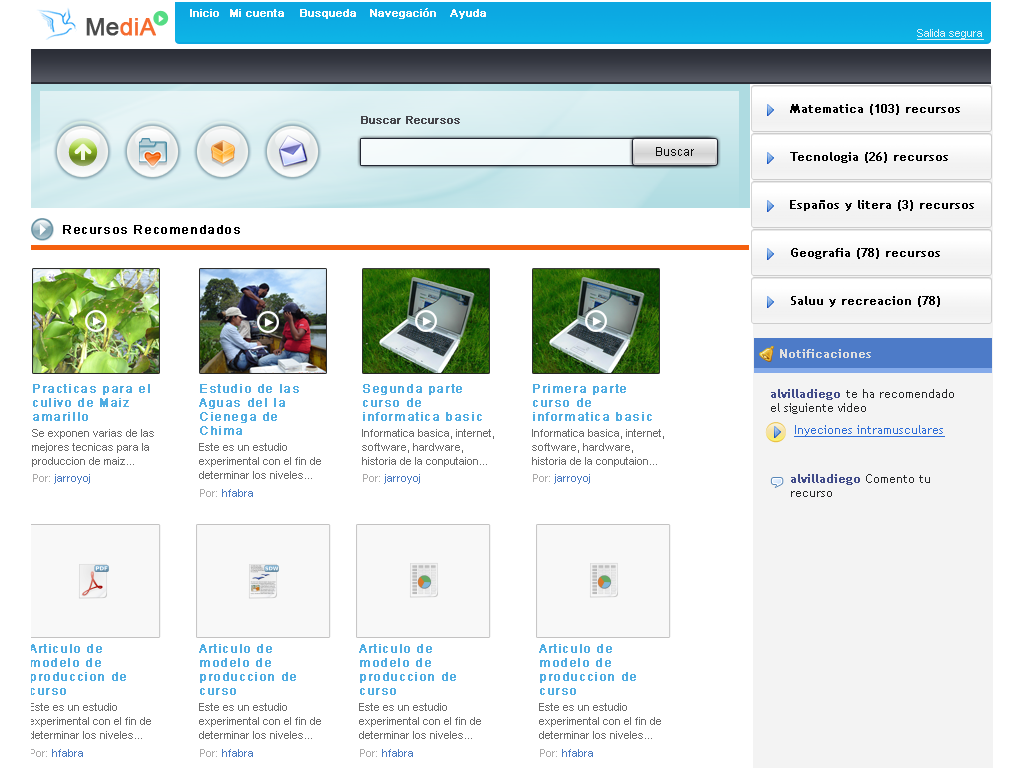 MediA
Inicio Mi cuenta Busqueda Navegación Ayuda
Salida segura
Buscar Recursos
Buscar
Matematica (103) recursos
Tecnologia (26) recursos
Españos y litera (3) recursos
Geografia (78) recursos
Saluu y recreacion (78)
Recursos Recomendados
Practicas para el
culivo de Maiz
amarillo
Se exponen varias de las
mejores tecnicas para la
produccion de maiz...
Por: jarroyoj
Estudio de las
Aguas del la
Cienega de
Chima
Este es un estudio
experimental con el fin de
determinar los niveles...
Por: hfabra
Segunda parte
curso de
informatica basic
Informatica basica, internet,
software, hardware,
historia de la conputaion...
Por: jarroyoj
Primera parte
curso de
informatica basic
Informatica basica, internet,
software, hardware,
historia de la conputaion...
Por: jarroyoj
Notificaciones
alvilladiego te ha recomendado
el siguiente video
Inyeciones intramusculares
alvilladiego Comento tu
recurso
PDF
Articulo de
modelo de
produccion de
curso
Este es un estudio
experimental con el fin de
determinar los niveles...
Por: hfabra
SDW
Articulo de
modelo de
produccion de
curso
Este es un estudio
experimental con el fin de
determinar los niveles...
Por: hfabra
Articulo de
modelo de
produccion de
curso
Este es un estudio
experimental con el fin de
determinar los niveles...
Por: hfabra
Articulo de
modelo de
produccion de
curso
Este es un estudio
experimental con el fin de
determinar los niveles...
Por: hfabra